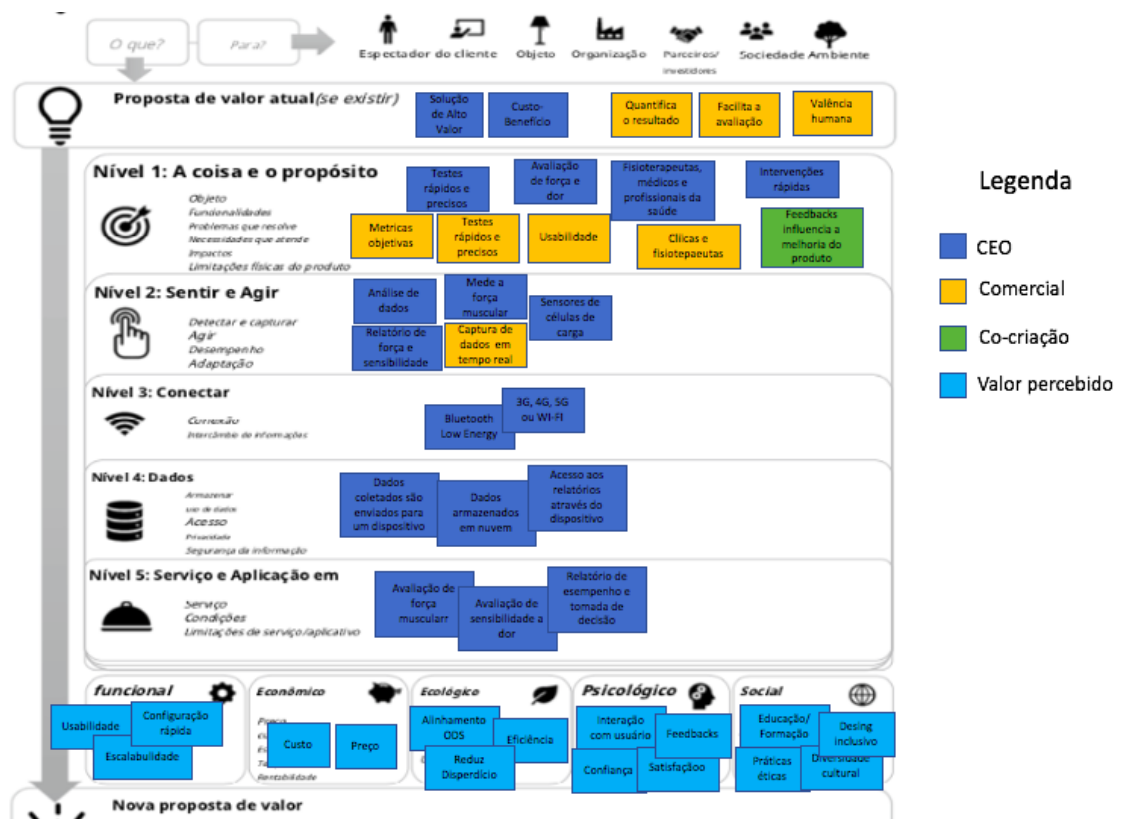 O que?
Para?
Espectador do cliente
Objeto
Organização
Parceiros/
investidores
Sociedade Ambiente
Proposta de valor atual(se existir)
Solução
de Alto
Valor
Custo-
Benefício
Quantifica
o resultado
Facilita a
avaliação
Valência
humana
Nível 1: A coisa e o propósito
Objeto
Funcionalidades
Problemas que resolve
Necessidades que atende
Impactos
Limitações físicas do produto
Testes
rápidos e
precisos
Avaliação
de força e
dor
Fisioterapeutas,
médicos e
profissionais da
saúde
Intervenções
rápidas
Metricas
objetivas
Testes
rápidos e
precisos
Usabilidade
Cliicas e
fisiotepaeutas
Feedbacks
influencia a
melhoria do
produto
Nível 2: Sentir e Agir
Detectar e capturar
Agir
Desempenho
Adaptação
Análise de
dados
Mede a
força
muscular
Sensores de
células de
carga
Relatório de
força e
sensibilidade
Captura de
dados em
tempo real
Nível 3: Conectar
Conexão
Intercâmbio de informações
Bluetooth
Low Energy
3G, 4G, 5G
ou WI-FI
Nível 4: Dados
Armazenar
uso de dados
Acesso
Privacidade
Segurança da informação
Dados
coletados são
enviados para
um dispositivo
Dados
armazenados
em nuvem
Acesso aos
relatórios
através do
dispositivo
Nível 5: Serviço e Aplicação em
Serviço
Condições
Limitações de serviço/aplicativo
Avaliação de
força
muscularr
Avaliação de
sensibilidade a
dor
Relatório de
esempenho e
tomada de
decisão
funcional
Usabilidade
Configuração
rápida
Escalabulidade
Econômico
Preço
Custo
Preço
Rentabilidade
Ecológico
Alinhamento
ODS
Eficiência
Reduz
Disperdício
Psicológico
Interação
com usuário
Feedbacks
Confiança
Satisfaçãoo
Social
Educação/
Formação
Desing
inclusivo
Práticas
éticas
Diversidade
cultural
Nova proposta de valor
Legenda
CEO
Comercial
Co-criação
Valor percebido